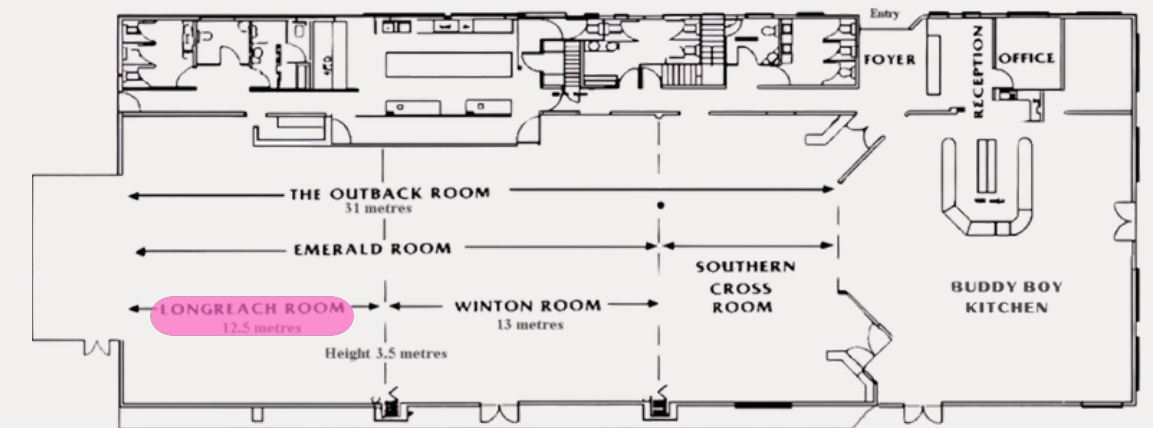 Entry
FOYER
RECEPTION
OFFICE
THE OUTBACK ROOM
31 metres
EMERALD ROOM
SOUTHERN
CROSS
ROOM
BUDDY BOY
KITCHEN
LONGREACH ROOM
12.5 metres
WINTON ROOM
13 metres
Height 3.5 metres